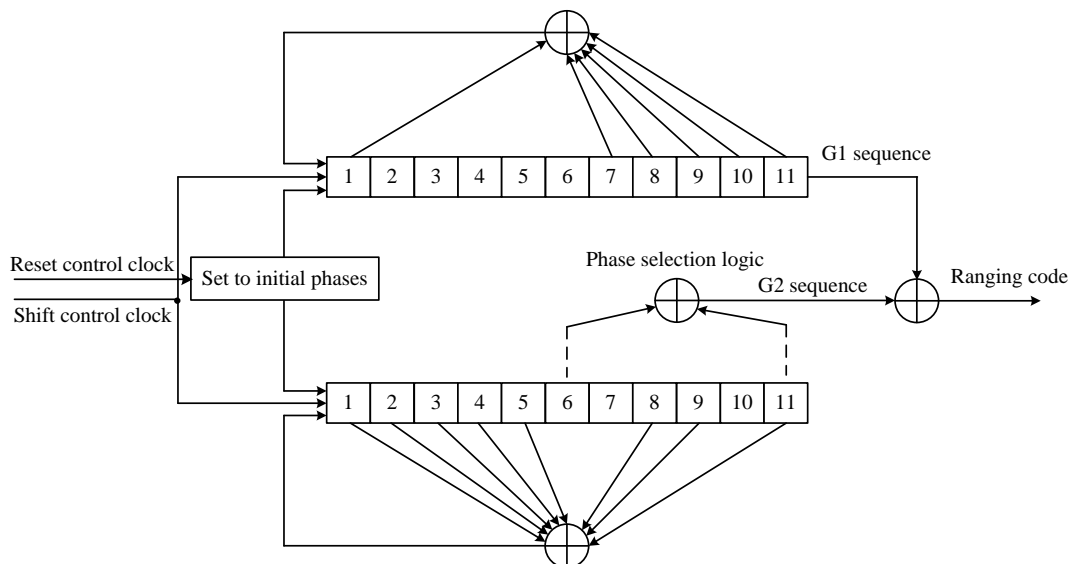 1 2 3 4 5 6 7 8 9 10 11
G1 sequence
Reset control clock
Set to initial phases
Shift control clock
Phase selection logic
G2 sequence
Ranging code
1 2 3 4 5 6 7 8 9 10 11